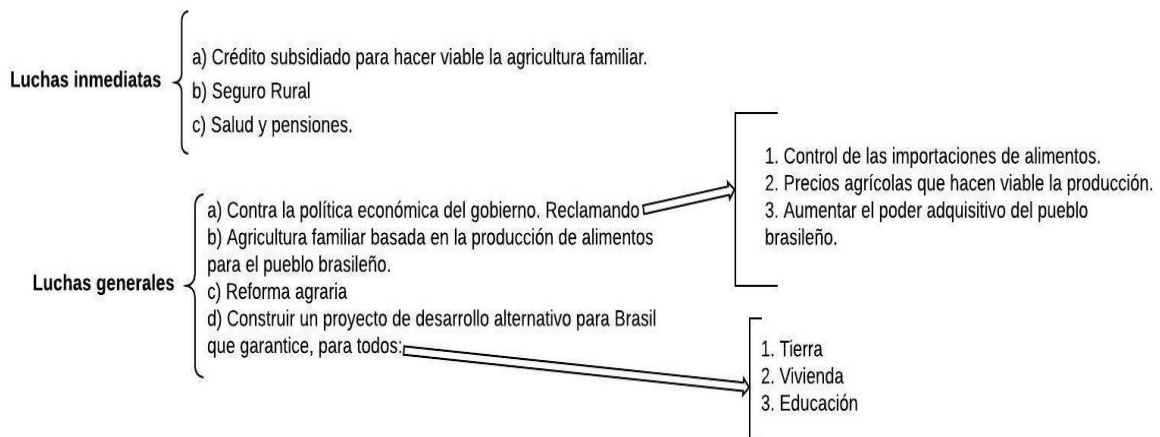 Luchas inmediatas
a) Crédito subsidiado para hacer viable la agricultura familiar.
b) Seguro Rural
c) Salud y pensiones.
Luchas generales
a) Contra la política económica del gobierno. Reclamando
b) Agricultura familiar basada en la producción de alimentos
para el pueblo brasileño.
c) Reforma agraria
d) Construir un proyecto de desarrollo alternativo para Brasil
que garantice, para todos:
1. Control de las importaciones de alimentos.
2. Precios agrícolas que hacen viable la producción.
3. Aumentar el poder adquisitivo del pueblo
brasileño.
1. Tierra
2. Vivienda
3. Educación